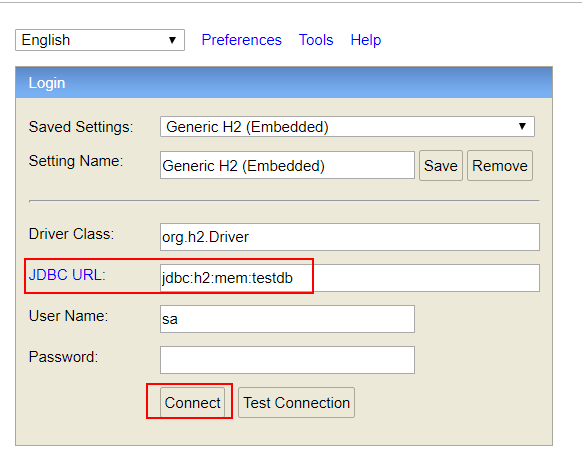 English Preferences Tools Help
Login
Saved Settings: Generic H2 (Embedded)
Setting Name: Generic H2 (Embedded) Save Remove
Driver Class: org.h2.Driver
JDBC URL: jdbc:h2:mem:testdb
User Name: sa
Password:
Connect Test Connection